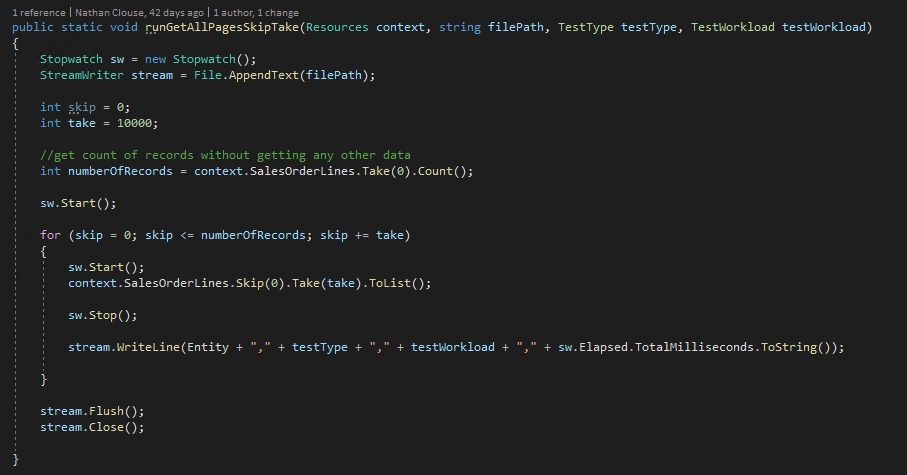 1 reference | Nathan Clouse, 42 days ago | 1 author, 1 change
public static void runGetAllPagesSkipTake(Resources context, string filePath, TestType testType, TestWorkload testWorkload)
{
    Stopwatch sw = new Stopwatch();
    StreamWriter stream = File.AppendText(filePath);

    int skip = 0;
    int take = 10000;

    //get count of records without getting any other data
    int numberOfRecords = context.SalesOrderLines.Take(0).Count();

    sw.Start();

    for (skip = 0; skip <= numberOfRecords; skip += take)
    {
        sw.Start();
        context.SalesOrderLines.Skip(0).Take(take).ToList();

        sw.Stop();

        stream.WriteLine(Entity + "," + testType + "," + testWorkload + "," + sw.Elapsed.TotalMilliseconds.ToString());

    }

    stream.Flush();
    stream.Close();

}